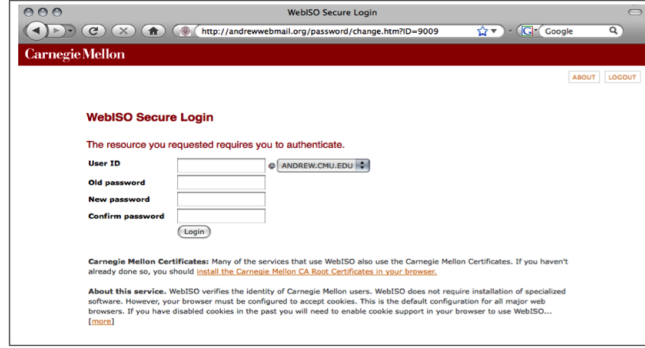 WebISO Secure Login
http://andrewwebmail.org/password/change.htm?ID=9009
Google
Carnegie Mellon
ABOUT LOGOUT
WebISO Secure Login
The resource you requested requires you to authenticate.
User ID @ ANDREW.CMU.EDU
Old password
New password
Confirm password
Login
Carnegie Mellon Certificates: Many of the services that use WebISO also use the Carnegie Mellon Certificates. If you haven't
already done so, you should install the Carnegie Mellon CA Root Certificates in your browser.
About this service. WebISO verifies the identity of Carnegie Mellon users. WebISO does not require installation of specialized
software. However, your browser must be configured to accept cookies. This is the default configuration for all major web
browsers. If you have disabled cookies in the past you will need to enable cookie support in your browser to use WebISO...
[more]